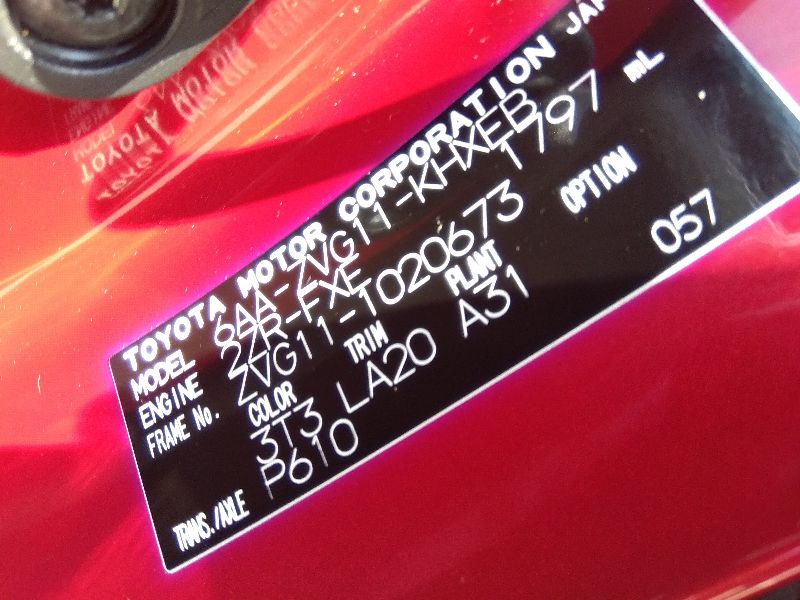 TOYOTA MOTOR CORPORATION JAP
MODEL 6AA-ZVG11-KHXEB
ENGINE 2ZR-FXE 1797 mL
FRAME No. ZVG11-1020673
COLOR TRIM PLANT OPTION
3T3 LA20 A31 057
TRANS./AXLE P610